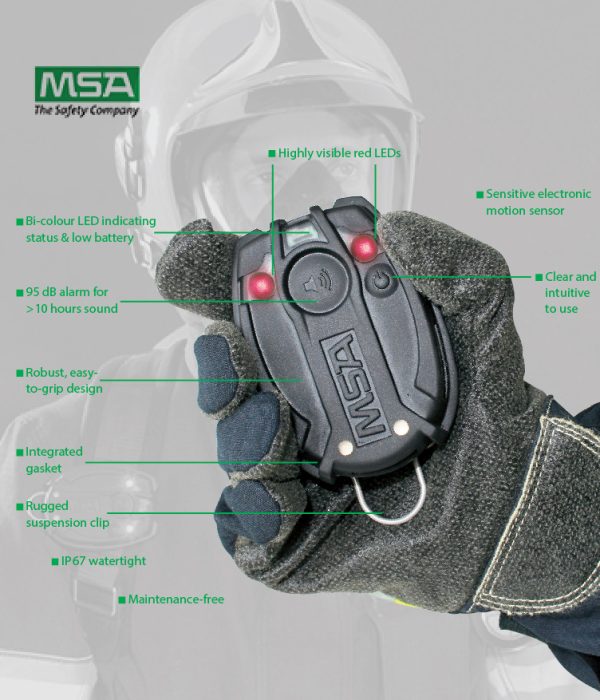 MSA
The Safety Company
■ Highly visible red LEDs
■ Sensitive electronic
motion sensor
■ Bi-colour LED indicating
status & low battery
■ Clear and
intuitive
to use
■ 95 dB alarm for
>10 hours sound
MSA
■ Robust, easy-
to-grip design
■ Integrated
gasket
■ Rugged
suspension clip
■ IP67 watertight
■ Maintenance-free